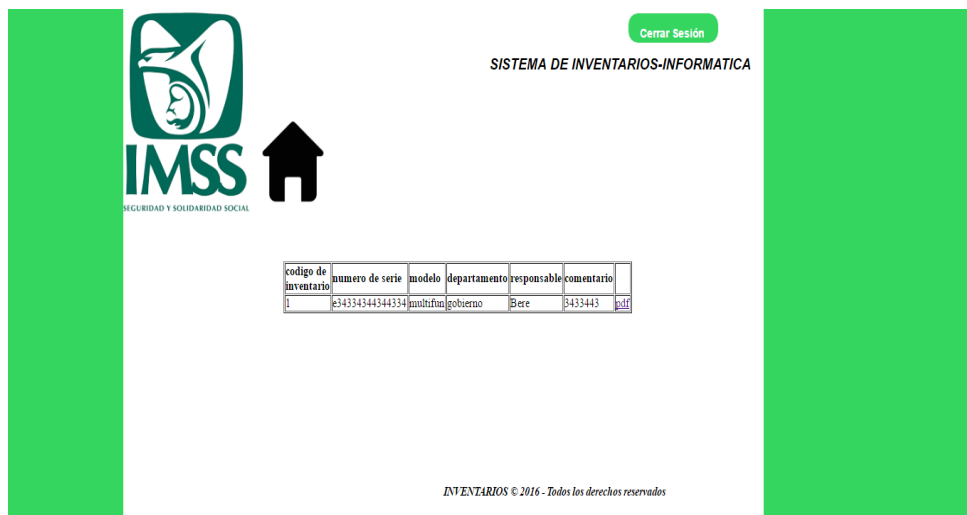 Cerrar Sesión
SISTEMA DE INVENTARIOS-INFORMATICA
IMSS
SEGURIDAD Y SOLIDARIDAD SOCIAL
codigo de inventario numero de serie modelo departamento responsable comentario
1 e34334344344334 multifun gobierno Bere 3433443 pdf
INVENTARIOS © 2016 - Todos los derechos reservados